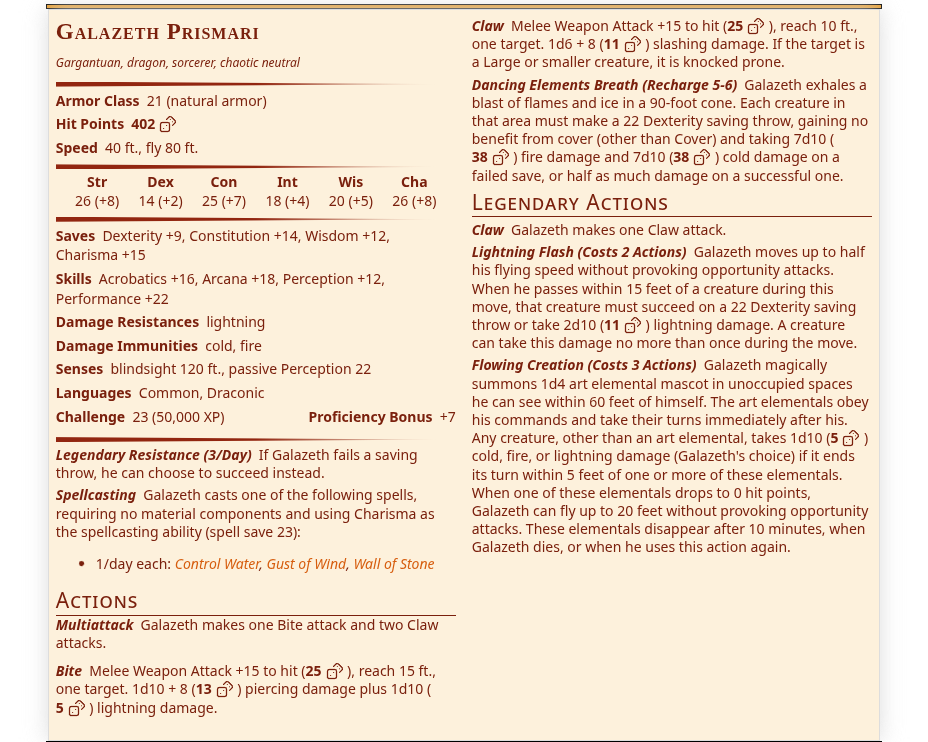 Galazeth Prismari
Gargantuan, dragon, sorcerer, chaotic neutral
Armor Class 21 (natural armor)
Hit Points 402
Speed 40 ft., fly 80 ft.
Str Dex Con Int Wis Cha
26 (+8) 14 (+2) 25 (+7) 18 (+4) 20 (+5) 26 (+8)
Saves Dexterity +9, Constitution +14, Wisdom +12,
Charisma +15
Skills Acrobatics +16, Arcana +18, Perception +12,
Performance +22
Damage Resistances lightning
Damage Immunities cold, fire
Senses blindsight 120 ft., passive Perception 22
Languages Common, Draconic
Challenge 23 (50,000 XP) Proficiency Bonus +7
Legendary Resistance (3/Day) If Galazeth fails a saving
throw, he can choose to succeed instead.
Spellcasting Galazeth casts one of the following spells,
requiring no material components and using Charisma as
the spellcasting ability (spell save 23):
• 1/day each: Control Water, Gust of Wind, Wall of Stone
Actions
Multiattack Galazeth makes one Bite attack and two Claw
attacks.
Bite Melee Weapon Attack +15 to hit (25 ), reach 15 ft.,
one target. 1d10 + 8 (13 ) piercing damage plus 1d10 (
5 ) lightning damage.
Claw Melee Weapon Attack +15 to hit (25 ), reach 10 ft.,
one target. 1d6 + 8 (11 ) slashing damage. If the target is
a Large or smaller creature, it is knocked prone.
Dancing Elements Breath (Recharge 5-6) Galazeth exhales a
blast of flames and ice in a 90-foot cone. Each creature in
that area must make a 22 Dexterity saving throw, gaining no
benefit from cover (other than Cover) and taking 7d10 (
38 ) fire damage and 7d10 (38 ) cold damage on a
failed save, or half as much damage on a successful one.
Legendary Actions
Claw Galazeth makes one Claw attack.
Lightning Flash (Costs 2 Actions) Galazeth moves up to half
his flying speed without provoking opportunity attacks.
When he passes within 15 feet of a creature during this
move, that creature must succeed on a 22 Dexterity saving
throw or take 2d10 (11 ) lightning damage. A creature
can take this damage no more than once during the move.
Flowing Creation (Costs 3 Actions) Galazeth magically
summons 1d4 art elemental mascot in unoccupied spaces
he can see within 60 feet of himself. The art elementals obey
his commands and take their turns immediately after his.
Any creature, other than an art elemental, takes 1d10 (5 )
cold, fire, or lightning damage (Galazeth's choice) if it ends
its turn within 5 feet of one or more of these elementals.
When one of these elementals drops to 0 hit points,
Galazeth can fly up to 20 feet without provoking opportunity
attacks. These elementals disappear after 10 minutes, when
Galazeth dies, or when he uses this action again.